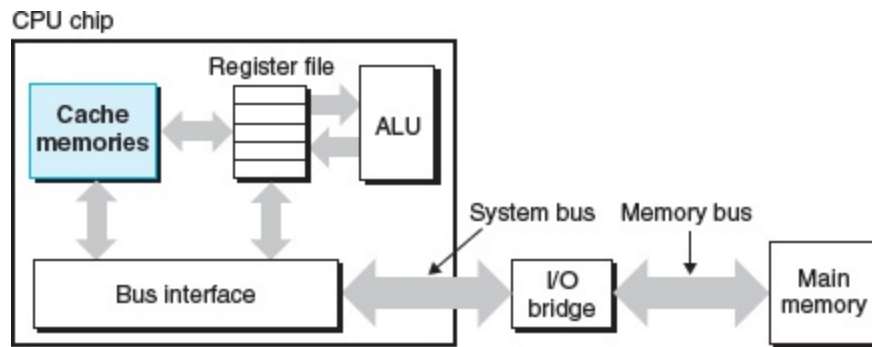 CPU chip
Register file
Cache
memories
ALU
System bus
Memory bus
Bus interface
I/O
bridge
Main
memory